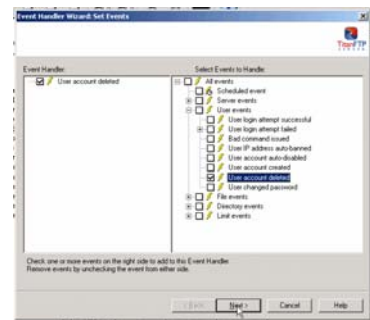 Event Handler Wizard: Set Events
TitanFTP
SERVER
Event Handler:
Select Events to Handle:
User account deleted
All events
Scheduled event
Server events
User events
User login attempt successful
User login attempt failed
Bad command issued
User IP address auto-banned
User account auto-disabled
User account created
User account deleted
User changed password
File events
Directory events
Limit events
Check one or more events on the right side to add to this Event Handler
Remove events by unchecking the event from either side.
< Back
Next >
Cancel
Help